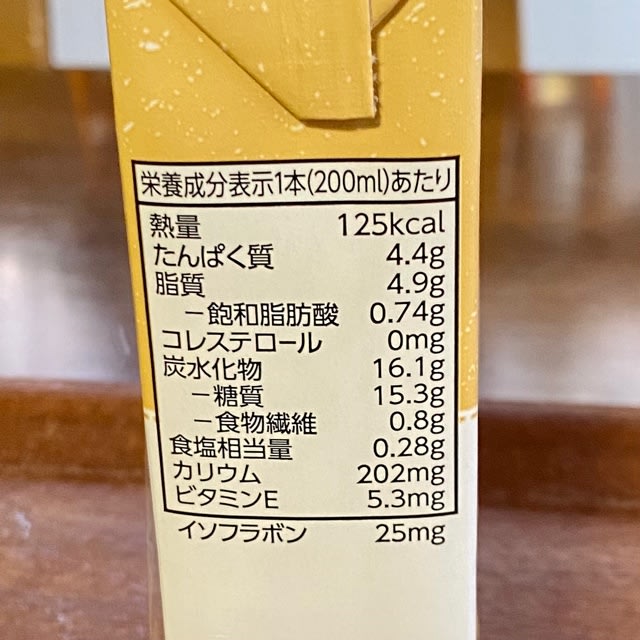 栄養成分表示1本(200ml)あたり
熱量 125kcal
たんぱく質 4.4g
脂質 4.9g
－飽和脂肪酸 0.74g
コレステロール 0mg
炭水化物 16.1g
－糖質 15.3g
－食物繊維 0.8g
食塩相当量 0.28g
カリウム 202mg
ビタミンE 5.3mg
イソフラボン 25mg